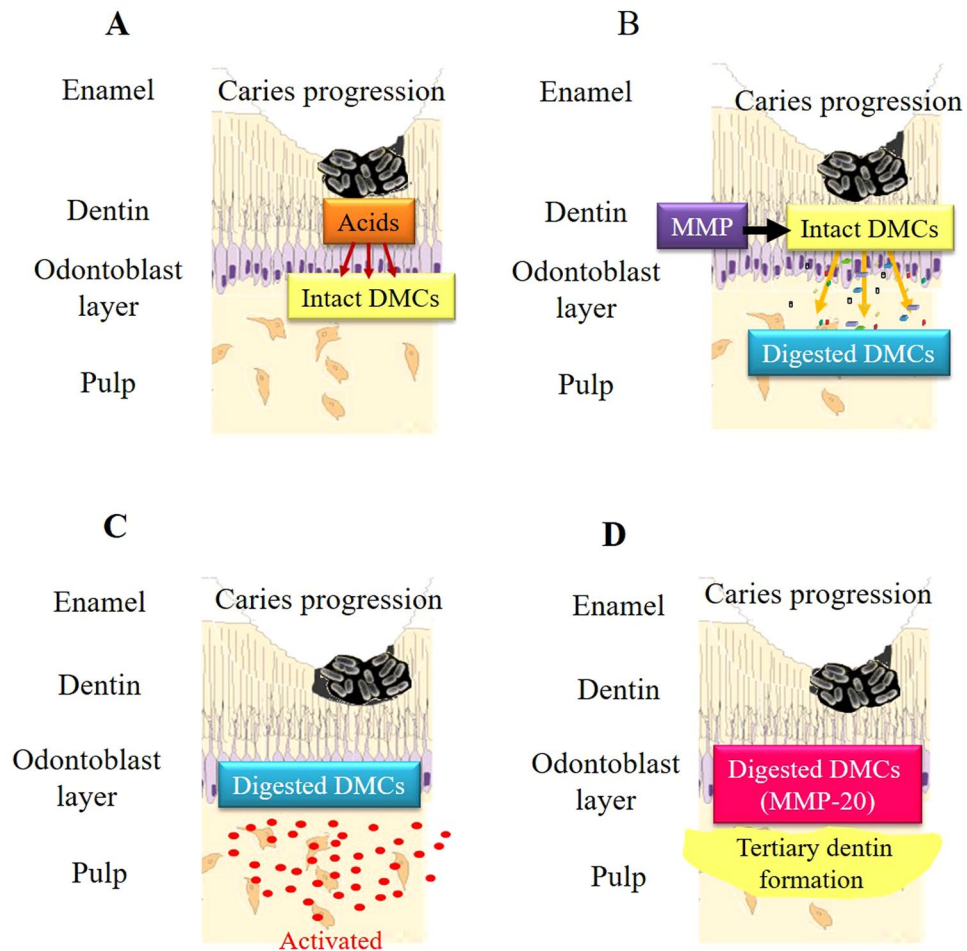 A
Enamel
Caries progression
Dentin
Acids
Odontoblast
layer
Intact DMCs
Pulp
B
Enamel
Caries progression
Dentin
MMP
Intact DMCs
Odontoblast
layer
Digested DMCs
Pulp
C
Enamel
Caries progression
Dentin
Odontoblast
layer
Digested DMCs
Pulp
Activated
D
Enamel
Caries progression
Dentin
Odontoblast
layer
Digested DMCs
(MMP-20)
Tertiary dentin
formation
Pulp